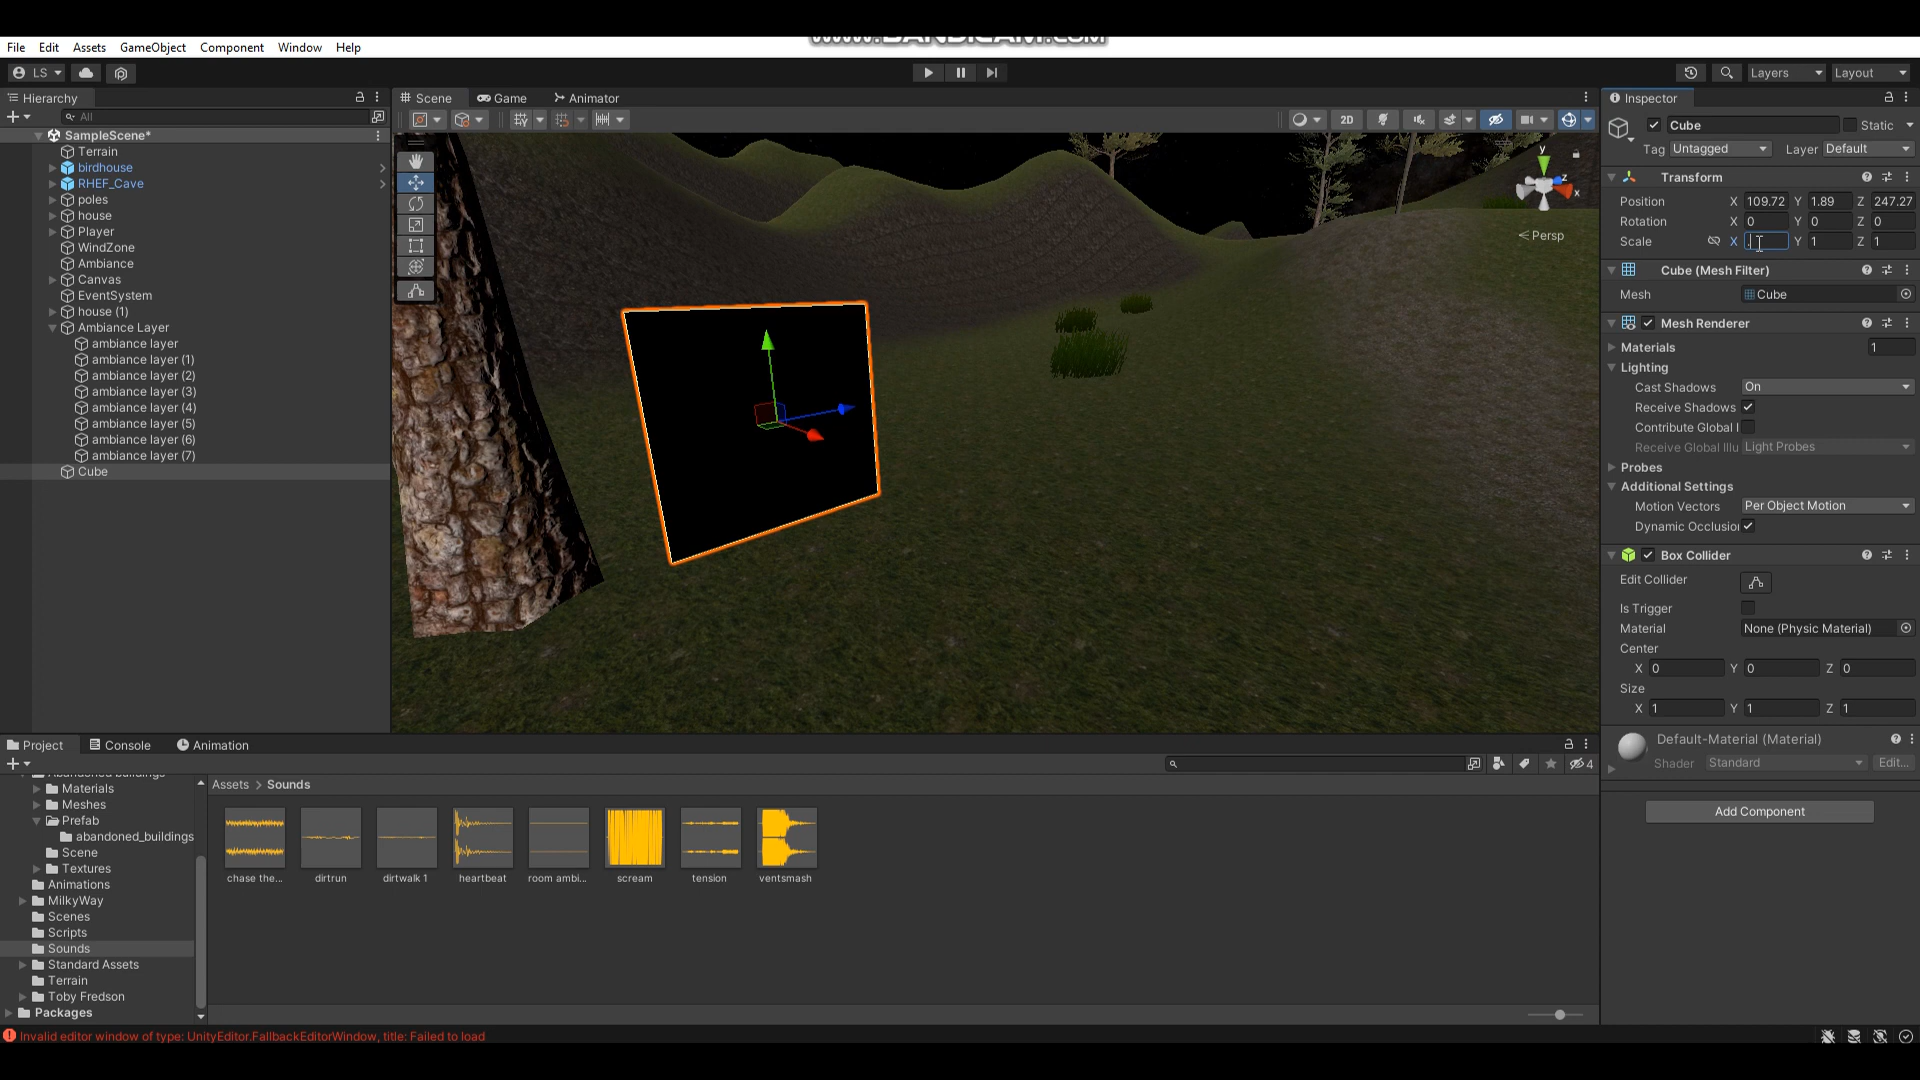 www.BANDICAM.com
File Edit Assets GameObject Component Window Help
LS Layers Layout
Hierarchy
All
SampleScene*
Terrain
birdhouse
RHEF_Cave
poles
house
Player
WindZone
Ambiance
Canvas
EventSystem
house (1)
Ambiance Layer
ambiance layer
ambiance layer (1)
ambiance layer (2)
ambiance layer (3)
ambiance layer (4)
ambiance layer (5)
ambiance layer (6)
ambiance layer (7)
Cube
Scene Game Animator
2D
y
z
x
Persp
Inspector
Cube Static
Tag Untagged Layer Default
Transform
Position X 109.72 Y 1.89 Z 247.27
Rotation X 0 Y 0 Z 0
Scale X . Y 1 Z 1
Cube (Mesh Filter)
Mesh Cube
Mesh Renderer
Materials 1
Lighting
Cast Shadows On
Receive Shadows
Contribute Global I
Receive Global Illu Light Probes
Probes
Additional Settings
Motion Vectors Per Object Motion
Dynamic Occlusio
Box Collider
Edit Collider
Is Trigger
Material None (Physic Material)
Center
X 0 Y 0 Z 0
Size
X 1 Y 1 Z 1
Default-Material (Material)
Shader Standard Edit...
Add Component
Project Console Animation
4
Abandoned buildings
Materials
Meshes
Prefab
abandoned_buildings
Scene
Textures
Animations
MilkyWay
Scenes
Scripts
Sounds
Standard Assets
Terrain
Toby Fredson
Packages
Assets > Sounds
chase the... dirtrun dirtwalk 1 heartbeat room ambi... scream tension ventsmash
Invalid editor window of type: UnityEditor.FallbackEditorWindow, title: Failed to load